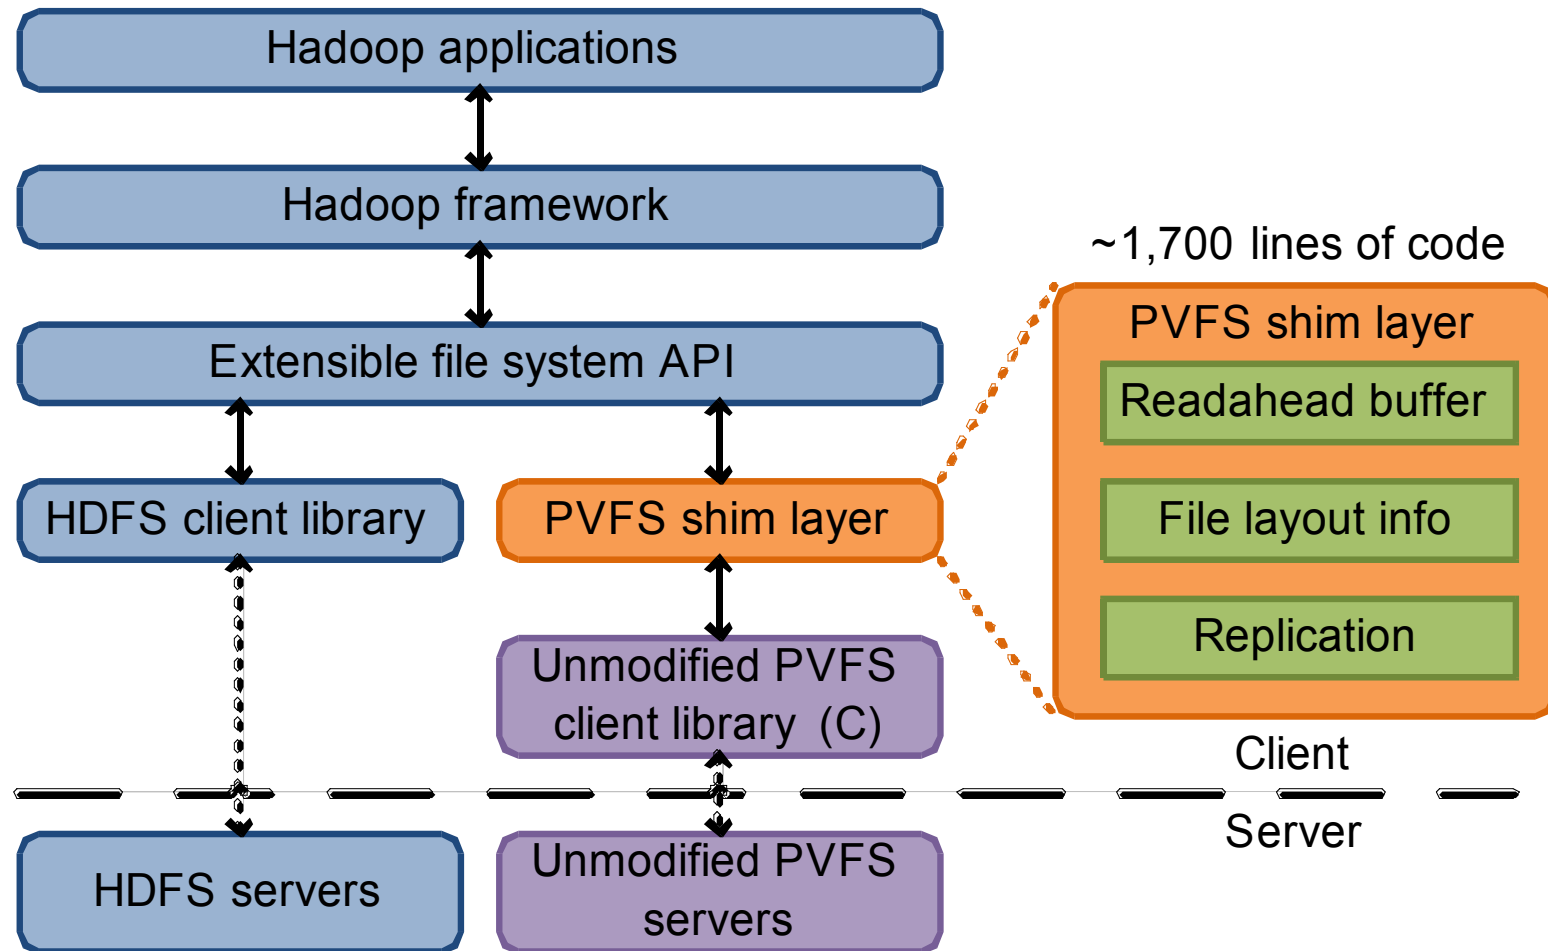 Hadoop applications
Hadoop framework
~1,700 lines of code
Extensible file system API
PVFS shim layer
Readahead buffer
File layout info
Replication
HDFS client library
PVFS shim layer
Unmodified PVFS
client library (C)
Client
Server
HDFS servers
Unmodified PVFS
servers